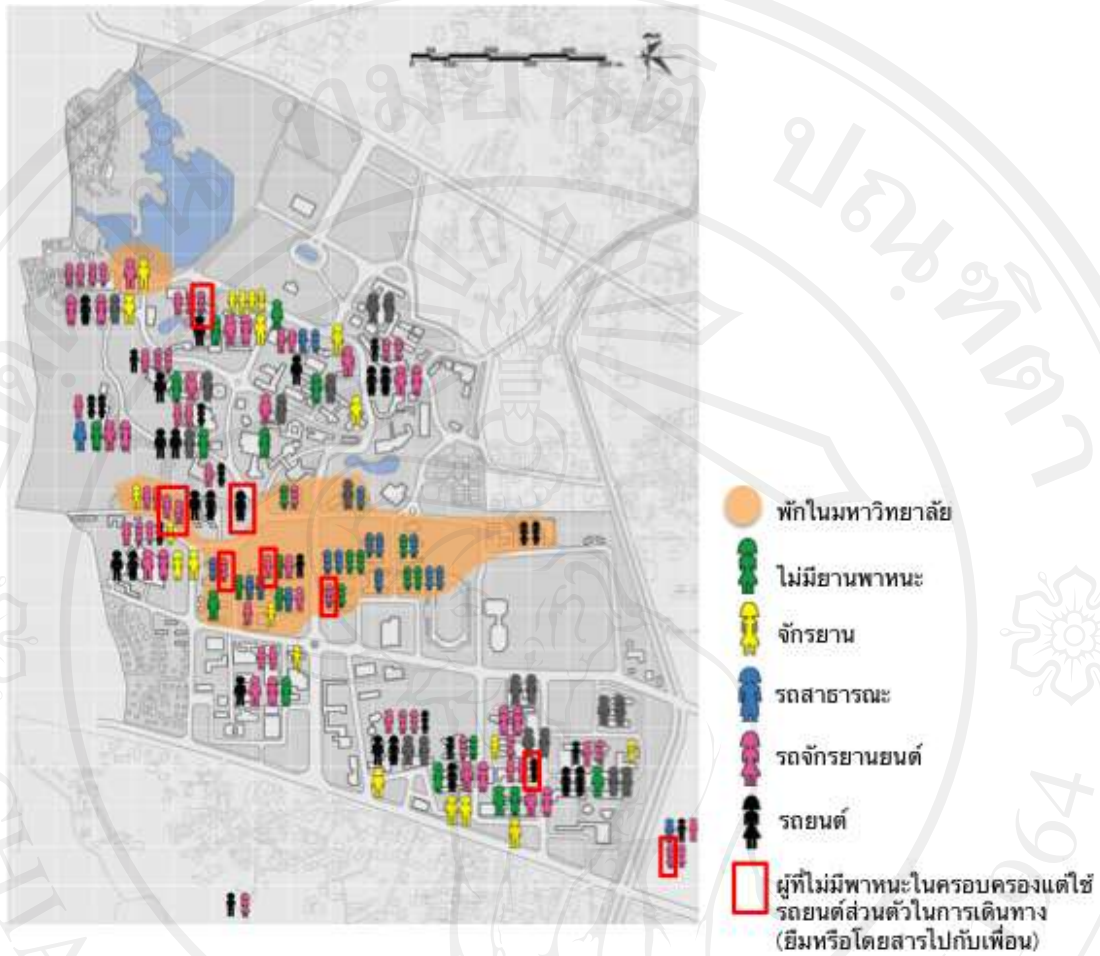 พักในมหาวิทยาลัย
ไม่มียานพาหนะ
จักรยาน
รถสาธารณะ
รถจักรยานยนต์
รถยนต์
ผู้ที่ไม่มีพาหนะในครอบครองแต่ใช้
รถยนต์ส่วนตัวในการเดินทาง
(ยืมหรือโดยสารไปกับเพื่อน)